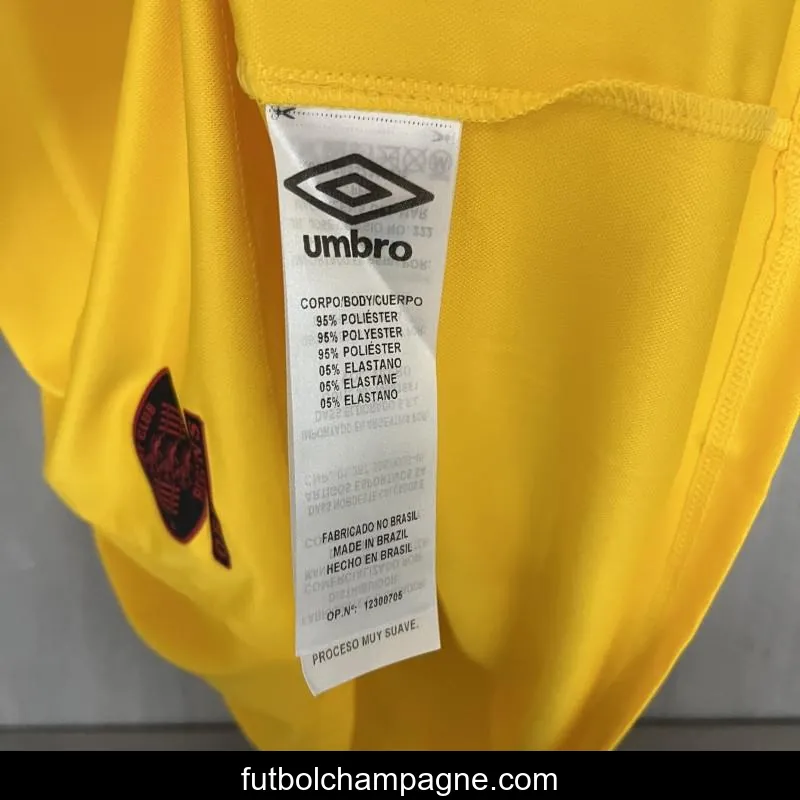 umbro
CORPO/BODY/CUERPO
95% POLIÉSTER
95% POLYESTER
95% POLIÉSTER
05% ELASTANO
05% ELASTANE
05% ELASTANO
FABRICADO NO BRASIL
MADE IN BRAZIL
HECHO EN BRASIL
OP.Nº: 12300705
PROCESO MUY SUAVE.
futbolchampagne.com